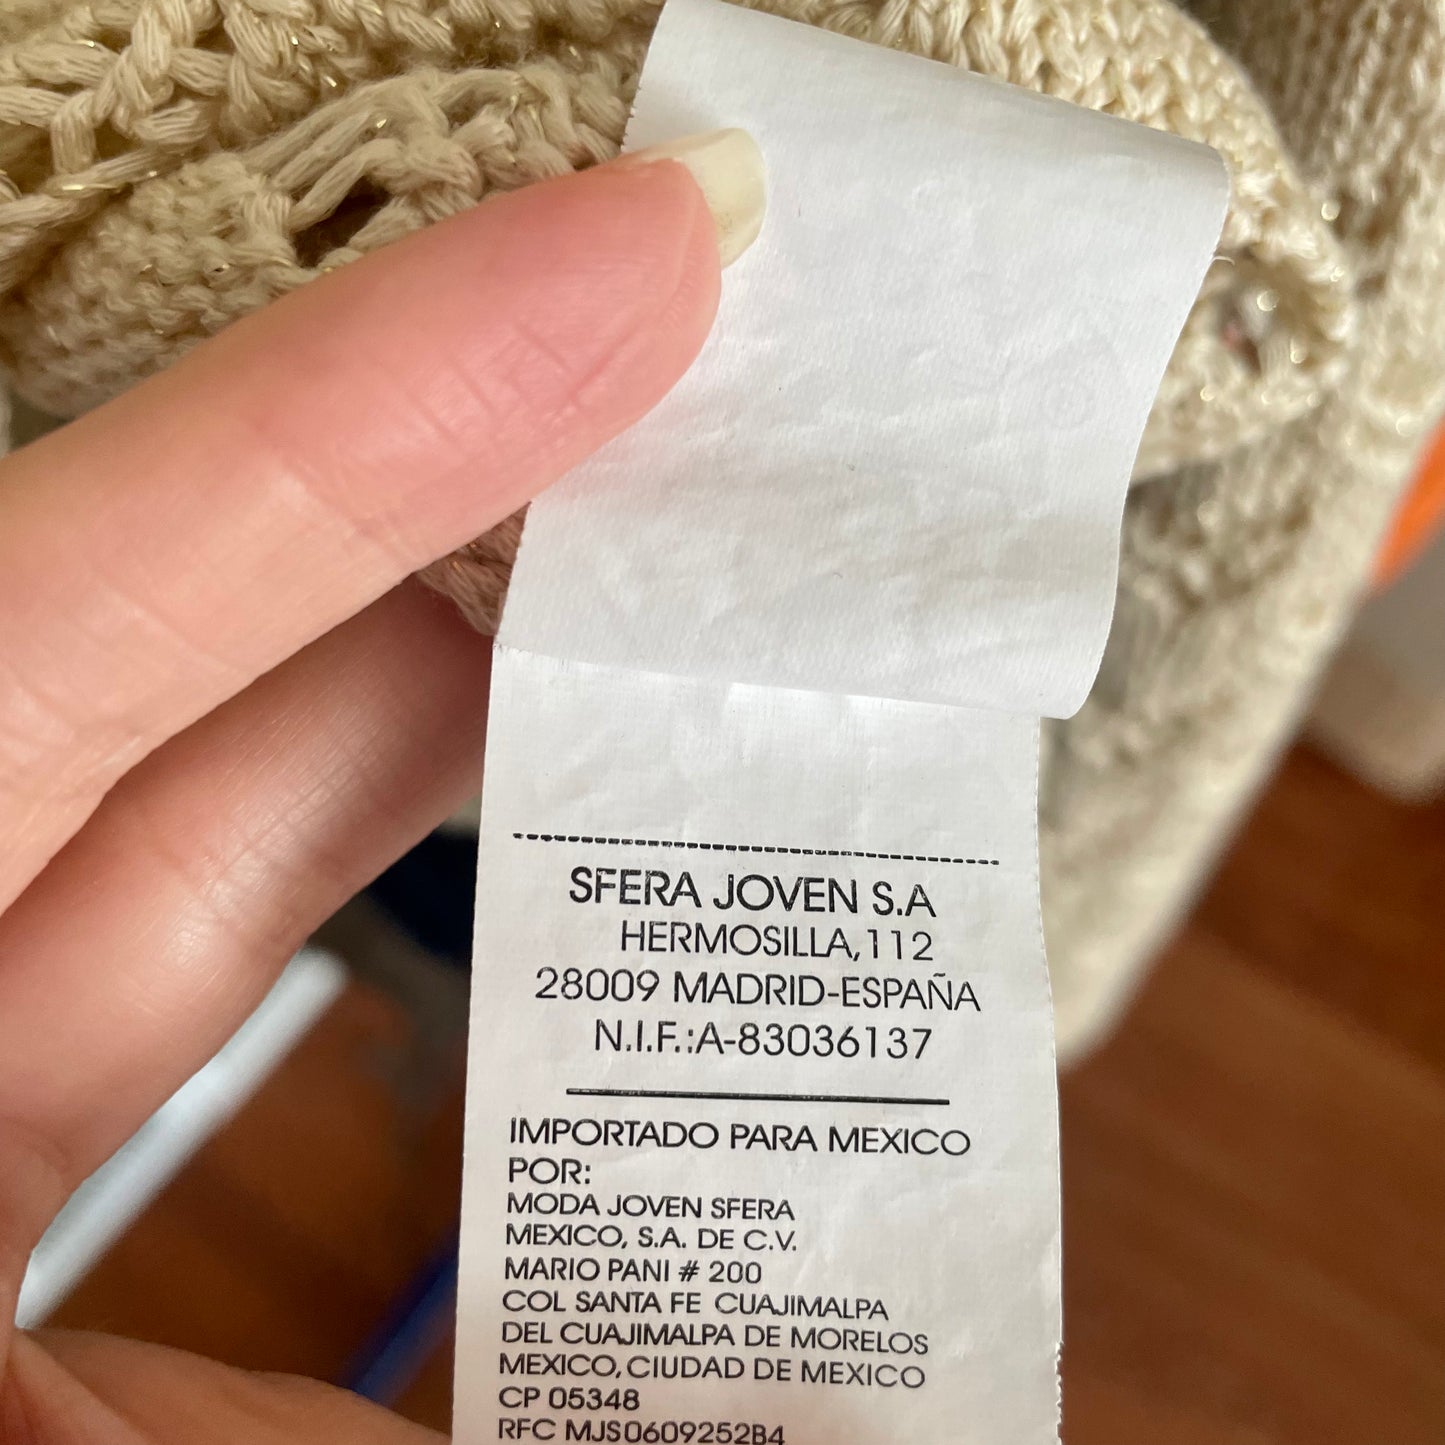 SFERA JOVEN S.A
HERMOSILLA,112
28009 MADRID-ESPAÑA
N.I.F.:A-83036137
IMPORTADO PARA MEXICO
POR:
MODA JOVEN SFERA
MEXICO, S.A. DE C.V.
MARIO PANI # 200
COL SANTA FE CUAJIMALPA
DEL CUAJIMALPA DE MORELOS
MEXICO, CIUDAD DE MEXICO
CP 05348
RFC MJS0609252B4